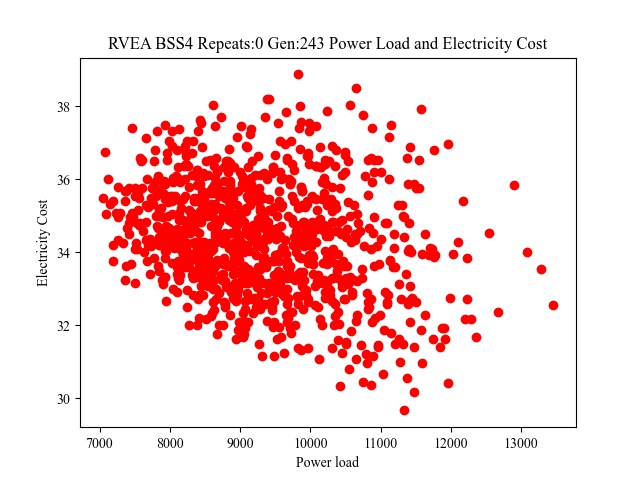 RVEA BSS4 Repeats:0 Gen:243 Power Load and Electricity Cost
38
36
34
32
30
Electricity Cost
7000 8000 9000 10000 11000 12000 13000
Power load